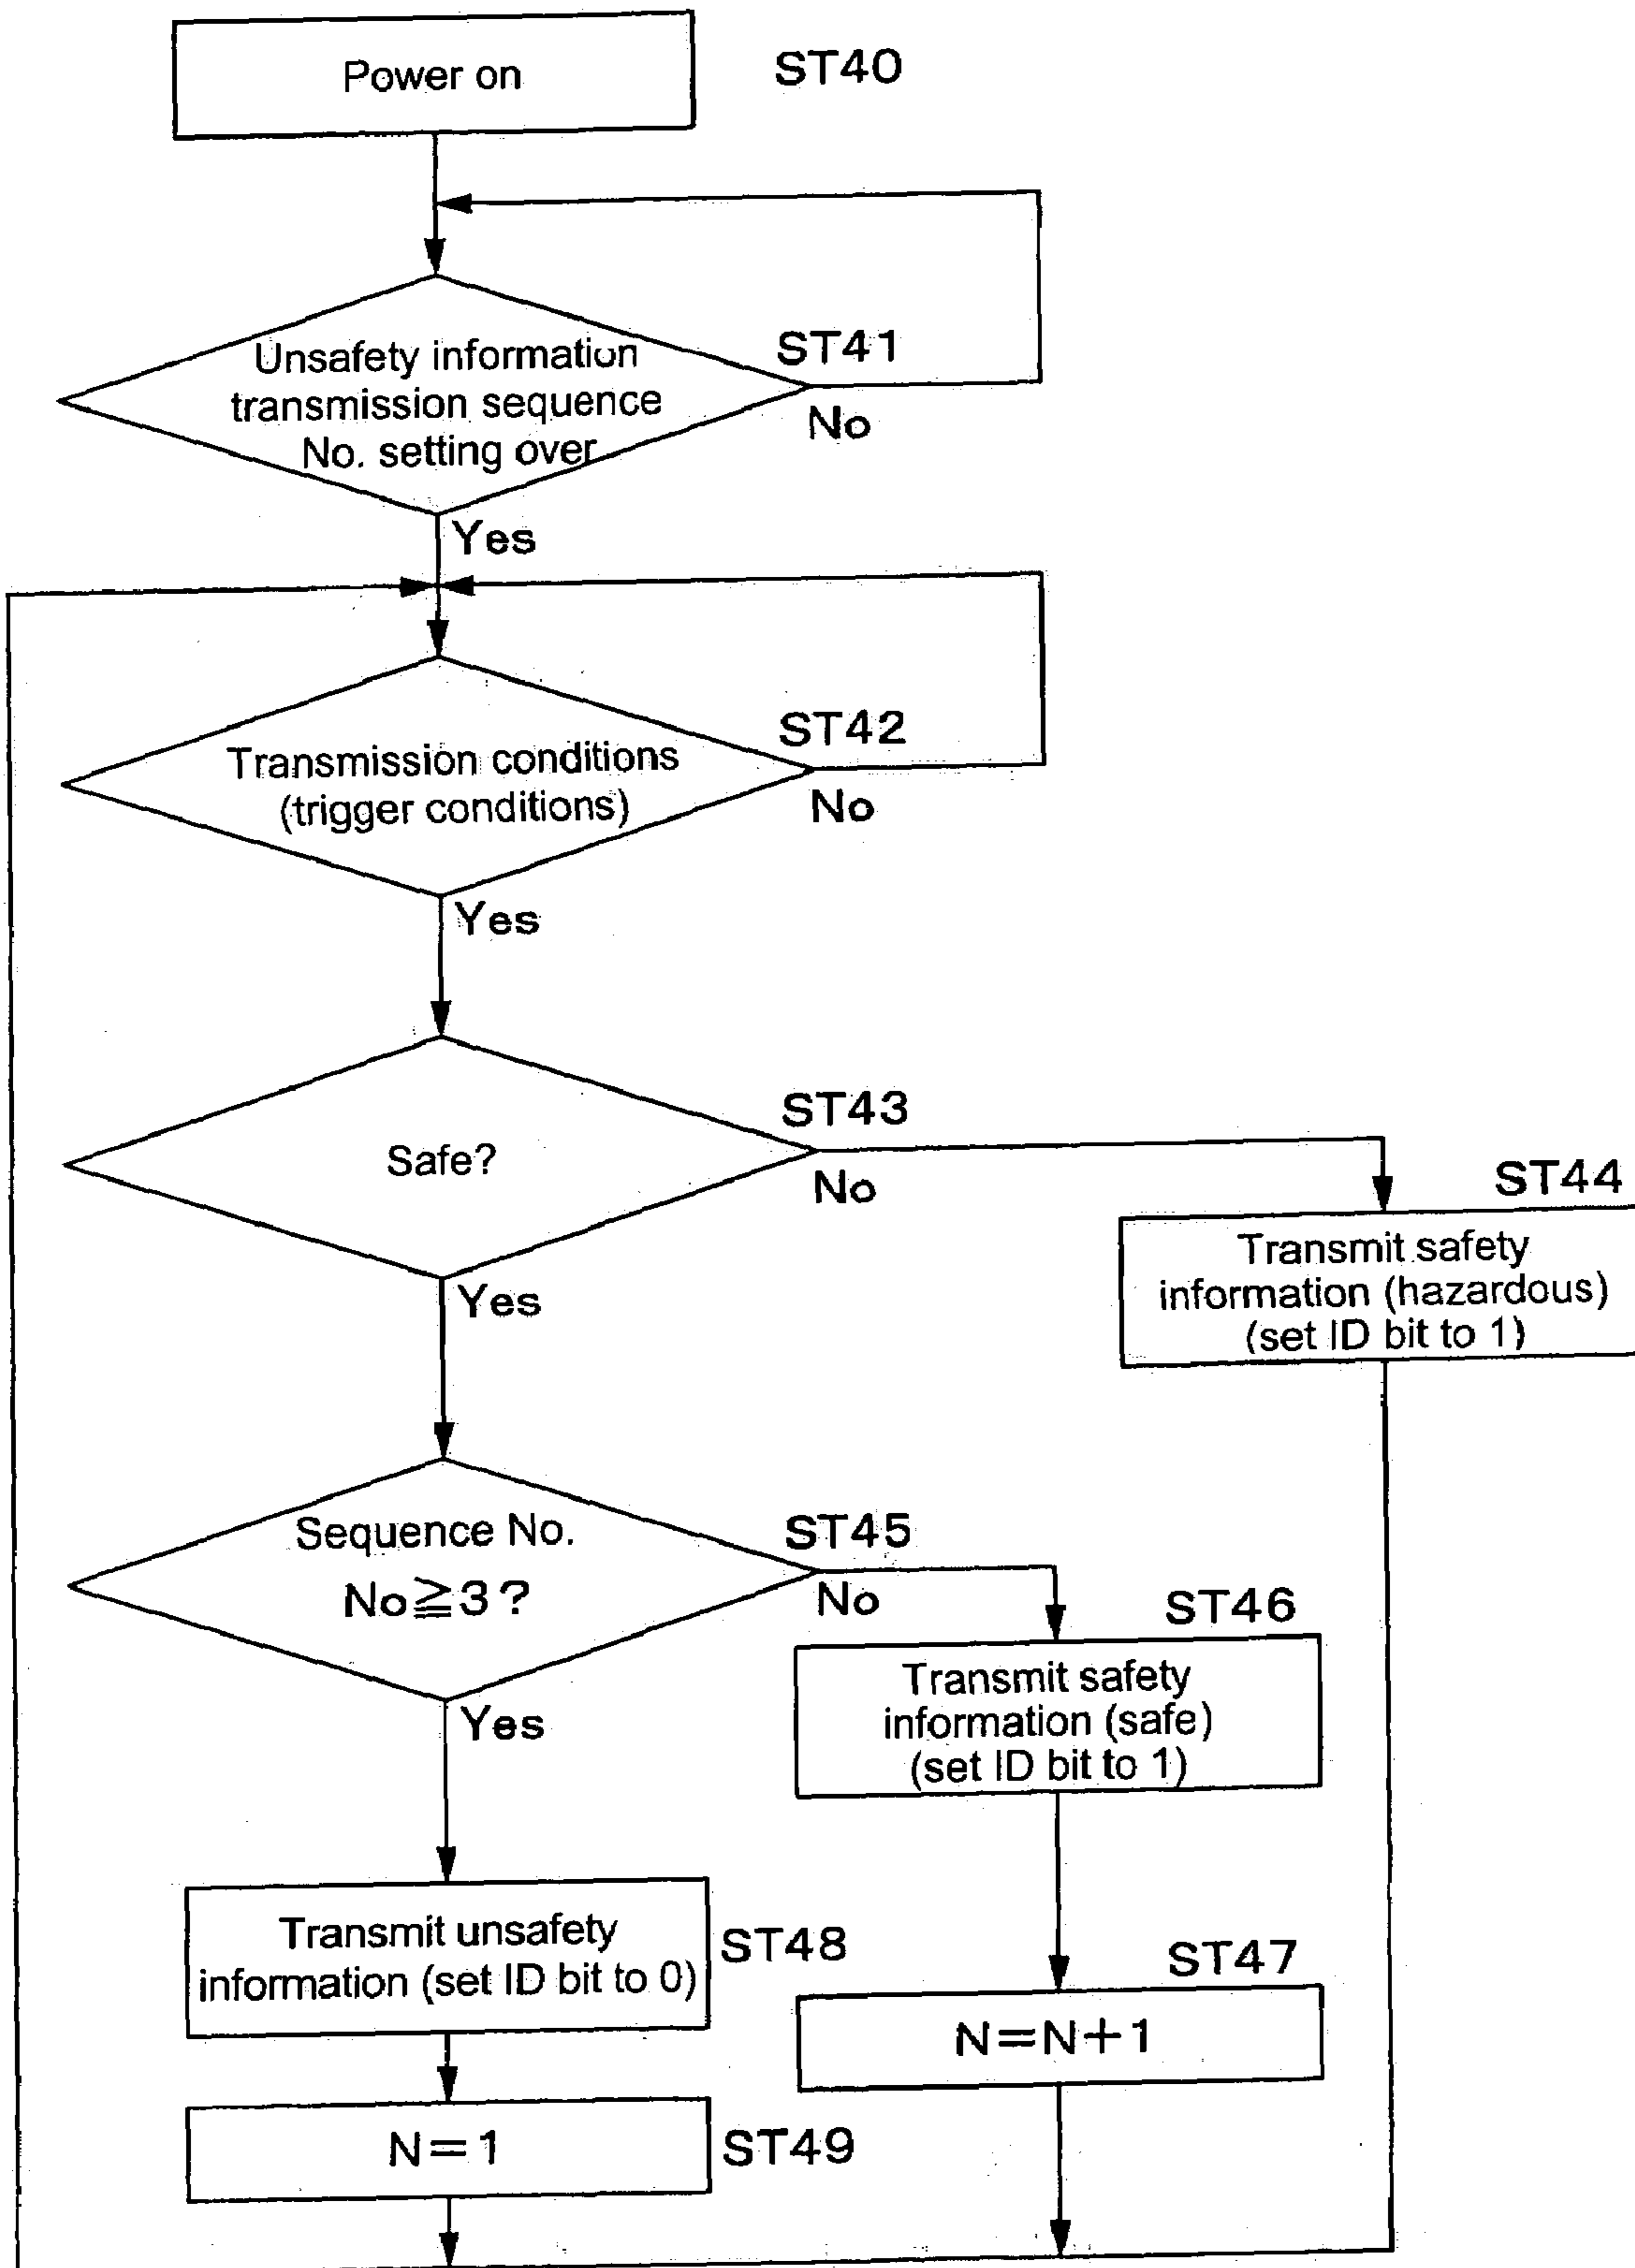 Power on
ST40
Unsafety information
transmission sequence
No. setting over
ST41
No
Yes
Transmission conditions
(trigger conditions)
ST42
No
Yes
Safe?
ST43
No
Yes
ST44
Transmit safety
information (hazardous)
(set ID bit to 1)
Sequence No.
No≧3?
ST45
No
Yes
ST46
Transmit safety
information (safe)
(set ID bit to 1)
Transmit unsafety
information (set ID bit to 0)
ST48
ST47
N=N+1
N=1
ST49